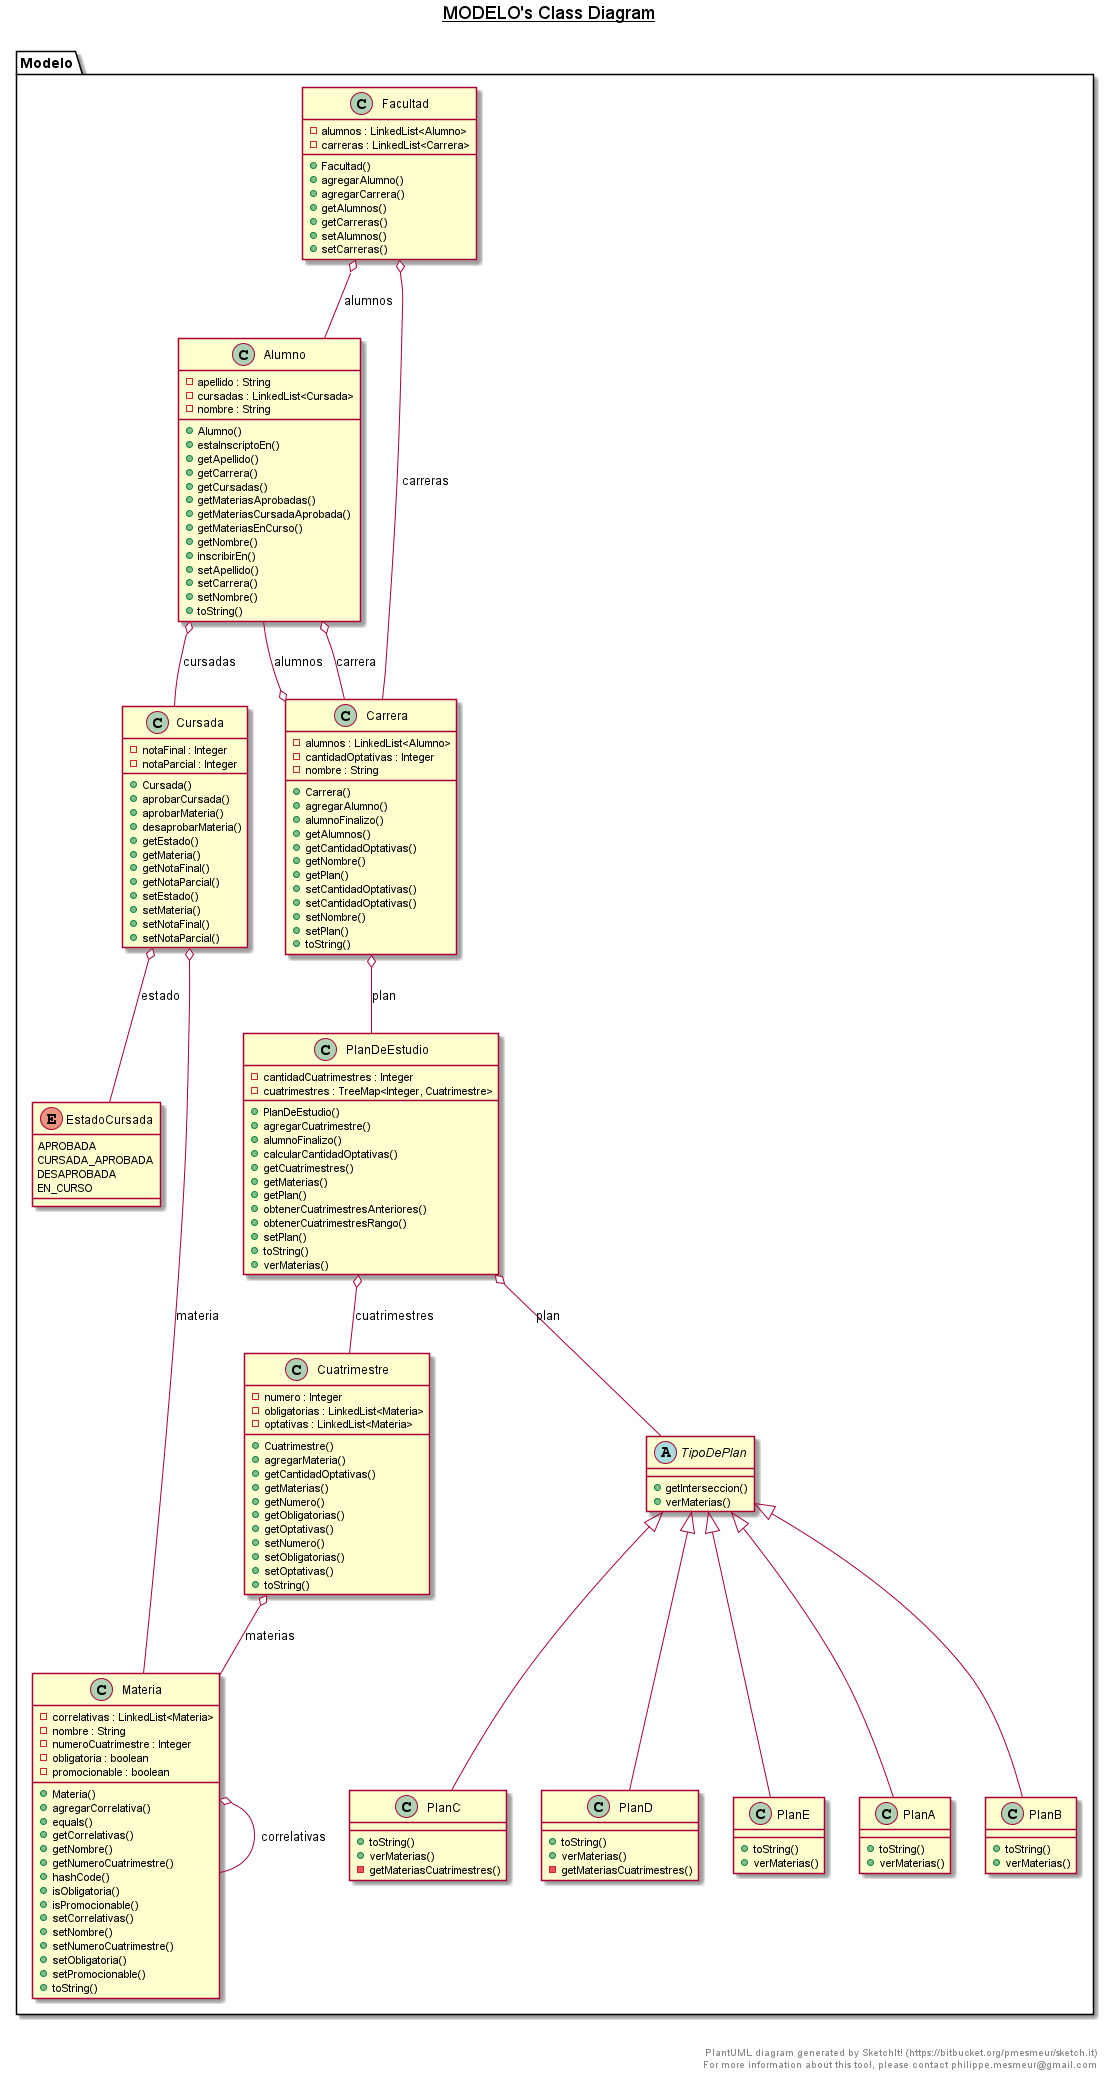 MODELO's Class Diagram
Modelo
C Facultad
alumnos : LinkedList<Alumno>
carreras : LinkedList<Carrera>
Facultad()
agregarAlumno()
agregarCarrera()
getAlumnos()
getCarreras()
setAlumnos()
setCarreras()
alumnos
carreras
C Alumno
apellido : String
cursadas : LinkedList<Cursada>
nombre : String
Alumno()
estaInscriptoEn()
getApellido()
getCarrera()
getCursadas()
getMateriasAprobadas()
getMateriasCursadaAprobada()
getMateriasEnCurso()
getNombre()
inscribirEn()
setApellido()
setCarrera()
setNombre()
toString()
cursadas
alumnos
carrera
C Cursada
notaFinal : Integer
notaParcial : Integer
Cursada()
aprobarCursada()
aprobarMateria()
desaprobarMateria()
getEstado()
getMateria()
getNotaFinal()
getNotaParcial()
setEstado()
setMateria()
setNotaFinal()
setNotaParcial()
C Carrera
alumnos : LinkedList<Alumno>
cantidadOptativas : Integer
nombre : String
Carrera()
agregarAlumno()
alumnoFinalizo()
getAlumnos()
getCantidadOptativas()
getNombre()
getPlan()
setCantidadOptativas()
setCantidadOptativas()
setNombre()
setPlan()
toString()
estado
plan
E EstadoCursada
APROBADA
CURSADA_APROBADA
DESAPROBADA
EN_CURSO
C PlanDeEstudio
cantidadCuatrimestres : Integer
cuatrimestres : TreeMap<Integer, Cuatrimestre>
PlanDeEstudio()
agregarCuatrimestre()
alumnoFinalizo()
calcularCantidadOptativas()
getCuatrimestres()
getMaterias()
getPlan()
obtenerCuatrimestresAnteriores()
obtenerCuatrimestresRango()
setPlan()
toString()
verMaterias()
materia
cuatrimestres
plan
C Cuatrimestre
numero : Integer
obligatorias : LinkedList<Materia>
optativas : LinkedList<Materia>
Cuatrimestre()
agregarMateria()
getCantidadOptativas()
getMaterias()
getNumero()
getObligatorias()
getOptativas()
setNumero()
setObligatorias()
setOptativas()
toString()
A TipoDePlan
getInterseccion()
verMaterias()
materias
C Materia
correlativas : LinkedList<Materia>
nombre : String
numeroCuatrimestre : Integer
obligatoria : boolean
promocionable : boolean
Materia()
agregarCorrelativa()
equals()
getCorrelativas()
getNombre()
getNumeroCuatrimestre()
hashCode()
isObligatoria()
isPromocionable()
setCorrelativas()
setNombre()
setNumeroCuatrimestre()
setObligatoria()
setPromocionable()
toString()
correlativas
C PlanC
toString()
verMaterias()
getMateriasCuatrimestres()
C PlanD
toString()
verMaterias()
getMateriasCuatrimestres()
C PlanE
toString()
verMaterias()
C PlanA
toString()
verMaterias()
C PlanB
toString()
verMaterias()
PlantUML diagram generated by SketchIt! (https://bitbucket.org/pmesmeur/sketch.it)
For more information about this tool, please contact philippe.mesmeur@gmail.com